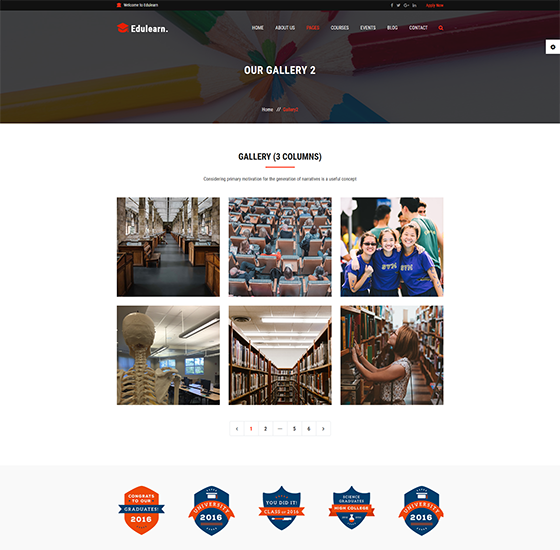 Welcome to Edulearn
Apply Now
Edulearn.
HOME
ABOUT US
PAGES
COURSES
EVENTS
BLOG
CONTACT
OUR GALLERY 2
Home // Gallery2
GALLERY (3 COLUMNS)
Considering primary motivation for the generation of narratives is a useful concept
1 2 ... 5 6
CONGRATS
TO OUR
GRADUATES!
2016
UNIVERSITY
2016
YOU DID IT!
CLASS OF 2016
SCIENCE
GRADUATES
HIGH COLLEGE
UNIVERSITY
2016